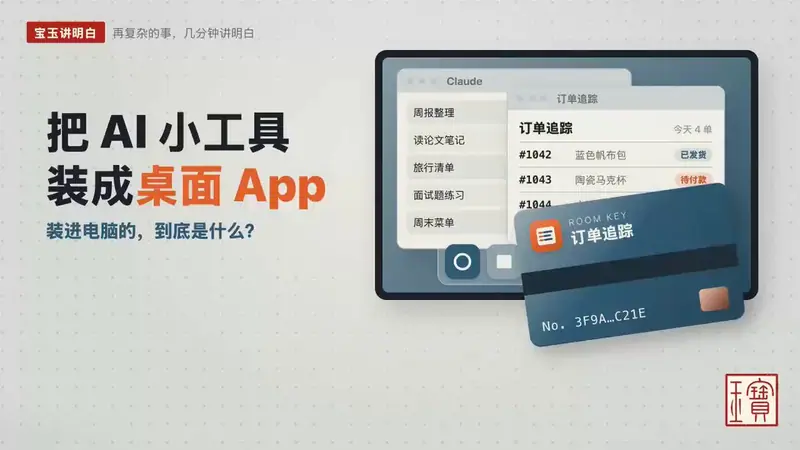 宝玉讲明白 再复杂的事，几分钟讲明白
把 AI 小工具
装成桌面 App
装进电脑的，到底是什么？
Claude
周报整理
读论文笔记
旅行清单
面试题练习
周末菜单
订单追踪
订单追踪 今天 4 单
#1042 蓝色帆布包 已发货
#1043 陶瓷马克杯 待付款
#1044
ROOM KEY
订单追踪
No. 3F9A…C21E